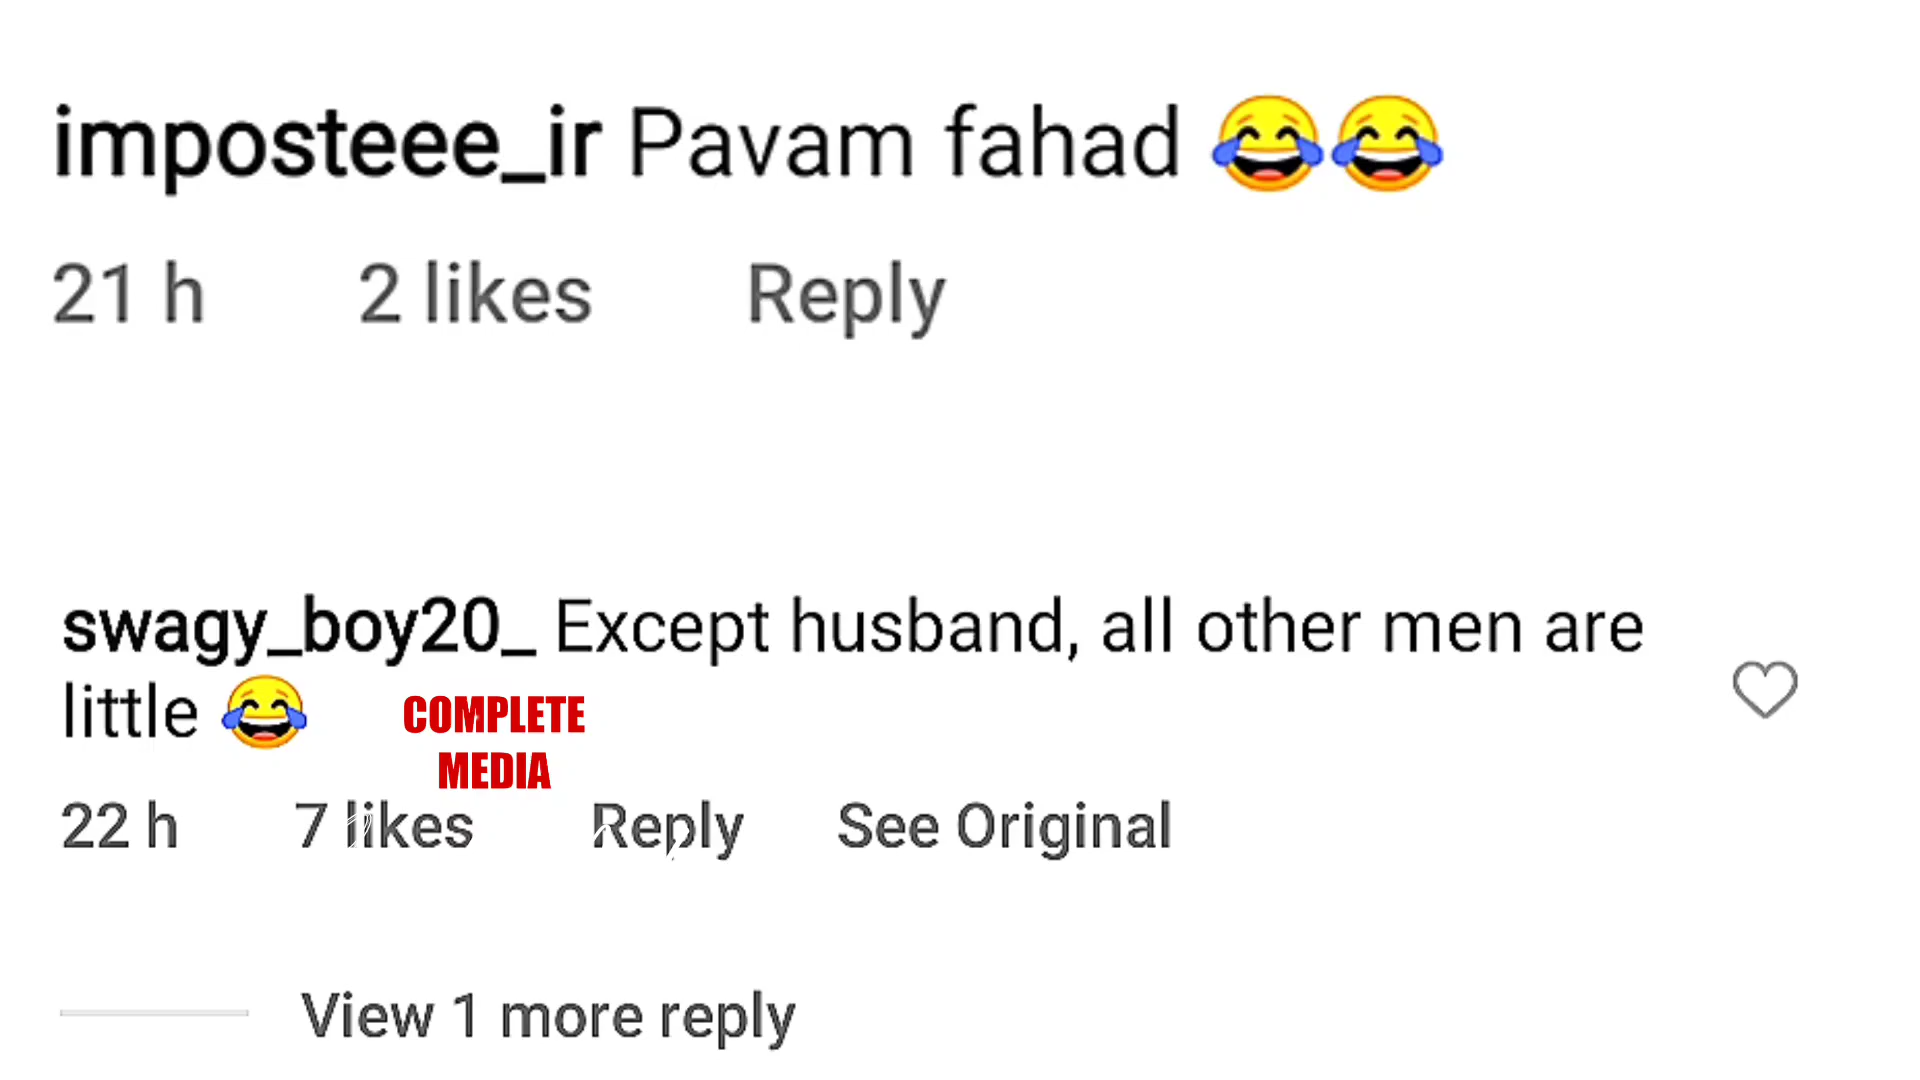 imposteee_ir Pavam fahad 😂😂
21 h 2 likes Reply
swagy_boy20_ Except husband, all other men are
little 😂
COMPLETE
MEDIA
22 h 7 likes Reply See Original
View 1 more reply